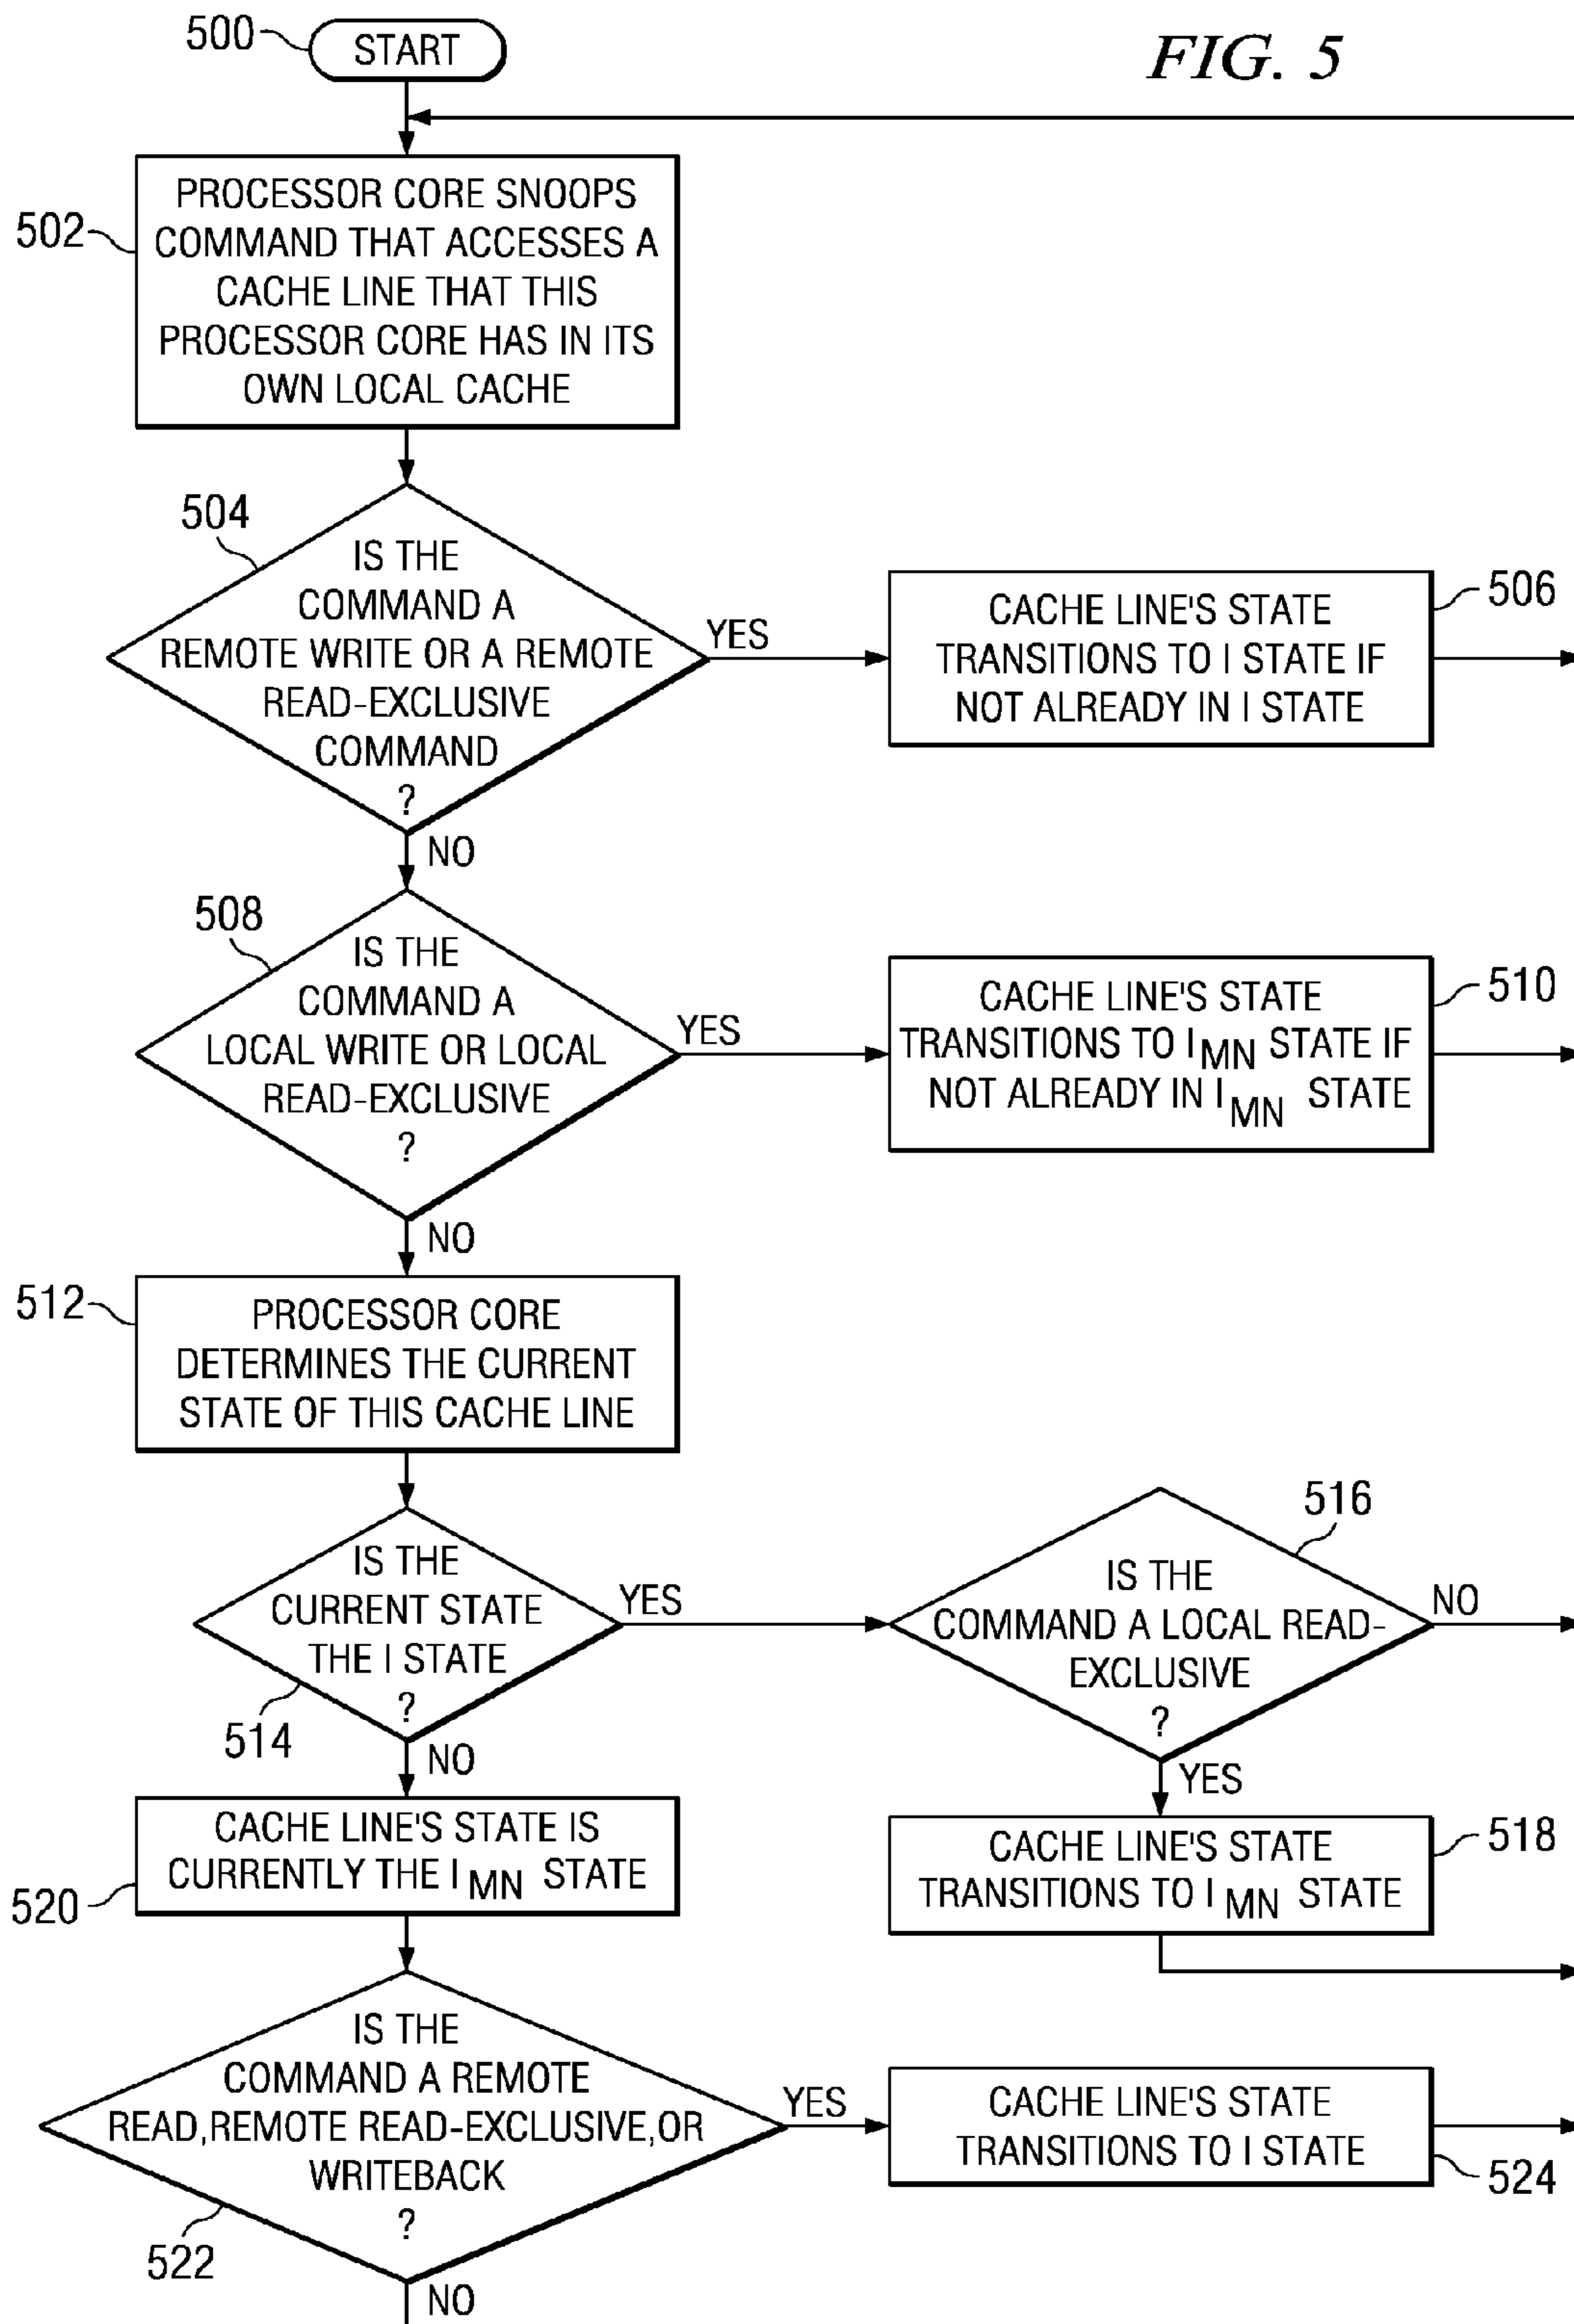 500
START
FIG. 5
502
PROCESSOR CORE SNOOPS
COMMAND THAT ACCESSES A
CACHE LINE THAT THIS
PROCESSOR CORE HAS IN ITS
OWN LOCAL CACHE
504
IS THE
COMMAND A
REMOTE WRITE OR A REMOTE
READ-EXCLUSIVE
COMMAND
?
YES
NO
506
CACHE LINE'S STATE
TRANSITIONS TO I STATE IF
NOT ALREADY IN I STATE
508
IS THE
COMMAND A
LOCAL WRITE OR LOCAL
READ-EXCLUSIVE
?
YES
NO
510
CACHE LINE'S STATE
TRANSITIONS TO I MN STATE IF
NOT ALREADY IN I MN STATE
512
PROCESSOR CORE
DETERMINES THE CURRENT
STATE OF THIS CACHE LINE
IS THE
CURRENT STATE
THE I STATE
?
514
YES
NO
516
IS THE
COMMAND A LOCAL READ-
EXCLUSIVE
?
NO
YES
518
CACHE LINE'S STATE
TRANSITIONS TO I MN STATE
520
CACHE LINE'S STATE IS
CURRENTLY THE I MN STATE
IS THE
COMMAND A REMOTE
READ,REMOTE READ-EXCLUSIVE,OR
WRITEBACK
?
522
YES
NO
CACHE LINE'S STATE
TRANSITIONS TO I STATE
524